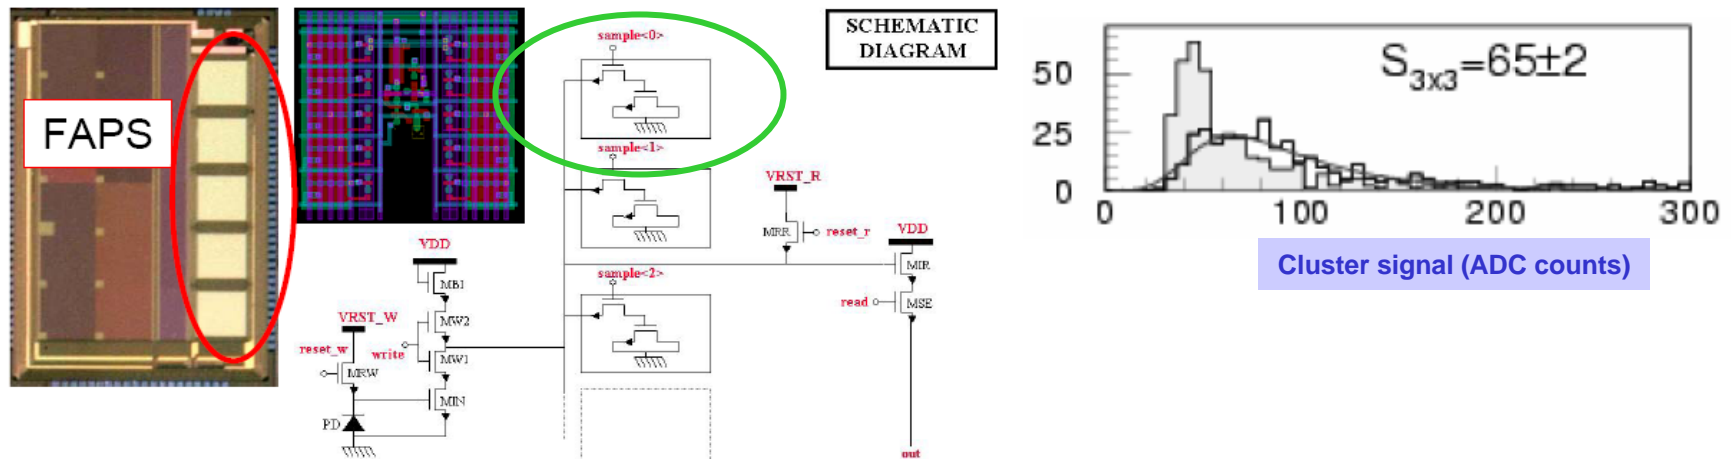 FAPS
SCHEMATIC
DIAGRAM
sample<0>
sample<1>
sample<2>
VRST_R
MRR
reset_r
VDD
MIR
read
MSE
out
VDD
MB1
VRST_W
MW2
reset_w
write
MW1
MRW
MIN
PD
S3x3=65±2
50
25
0
0 100 200 300
Cluster signal (ADC counts)